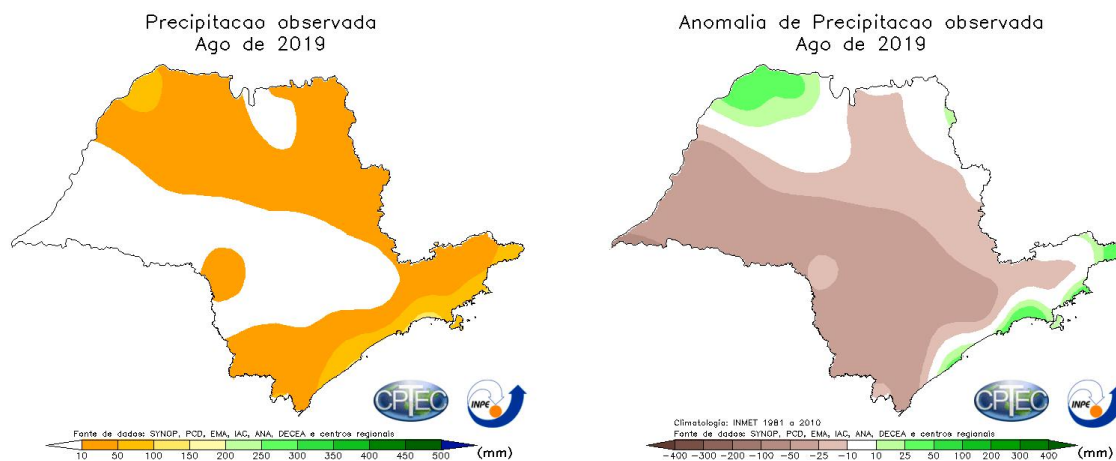 Precipitacao observada
Ago de 2019
CPTEC
INPE
Fonte de dados: SYNOP, PCD, EMA, IAC, ANA, DECEA e centros regionais
10 50 100 150 200 250 300 350 400 450 500 (mm)
Anomalia de Precipitacao observada
Ago de 2019
CPTEC
INPE
Climatologia: INMET 1981 a 2010
Fonte de dados: SYNOP, PCD, EMA, IAC, ANA, DECEA e centros regionais
-400 -300 -200 -100 -50 -25 -10 10 25 50 100 200 300 400 (mm)